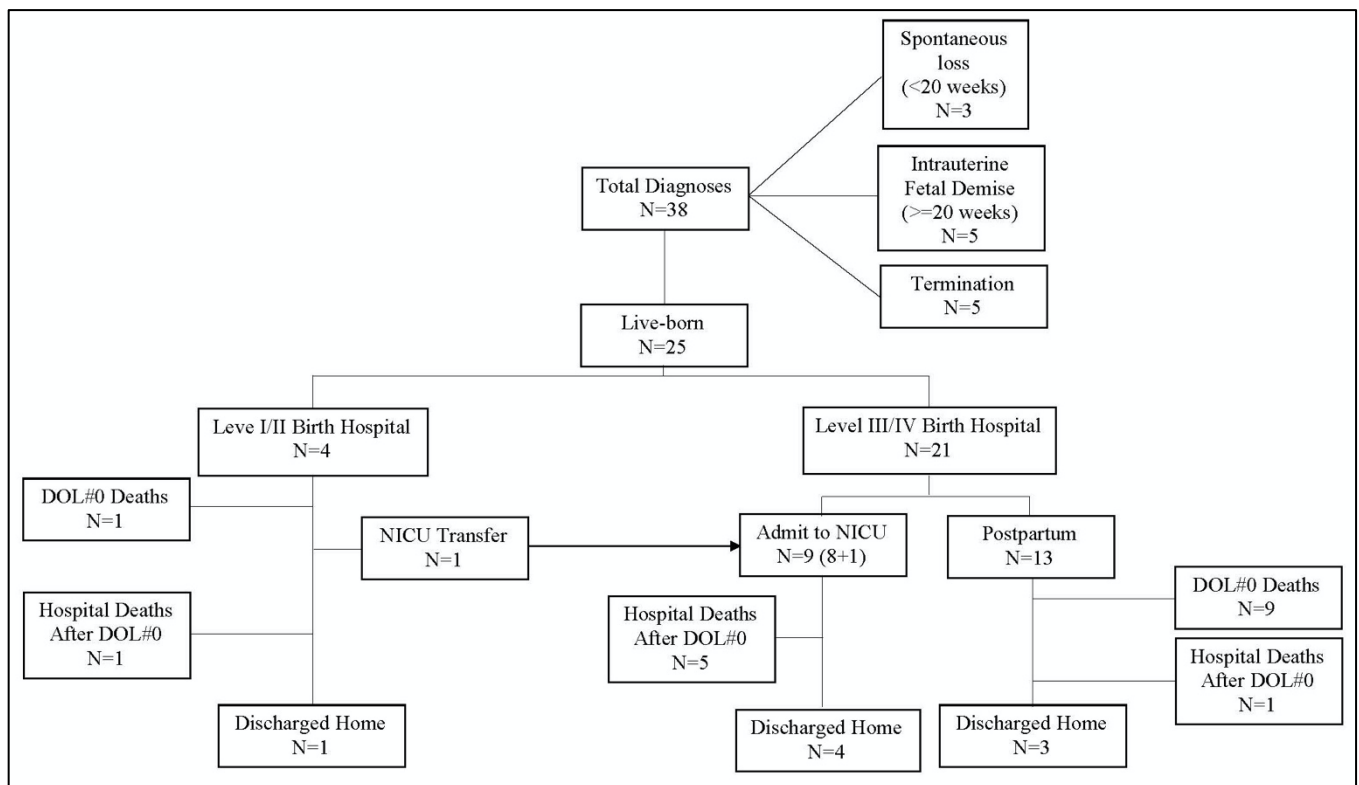 Spontaneous
loss
(<20 weeks)
N=3
Total Diagnoses
N=38
Intrauterine
Fetal Demise
(>=20 weeks)
N=5
Termination
N=5
Live-born
N=25
Leve I/II Birth Hospital
N=4
Level III/IV Birth Hospital
N=21
DOL#0 Deaths
N=1
NICU Transfer
N=1
Admit to NICU
N=9 (8+1)
Postpartum
N=13
DOL#0 Deaths
N=9
Hospital Deaths
After DOL#0
N=1
Hospital Deaths
After DOL#0
N=5
Hospital Deaths
After DOL#0
N=1
Discharged Home
N=1
Discharged Home
N=4
Discharged Home
N=3